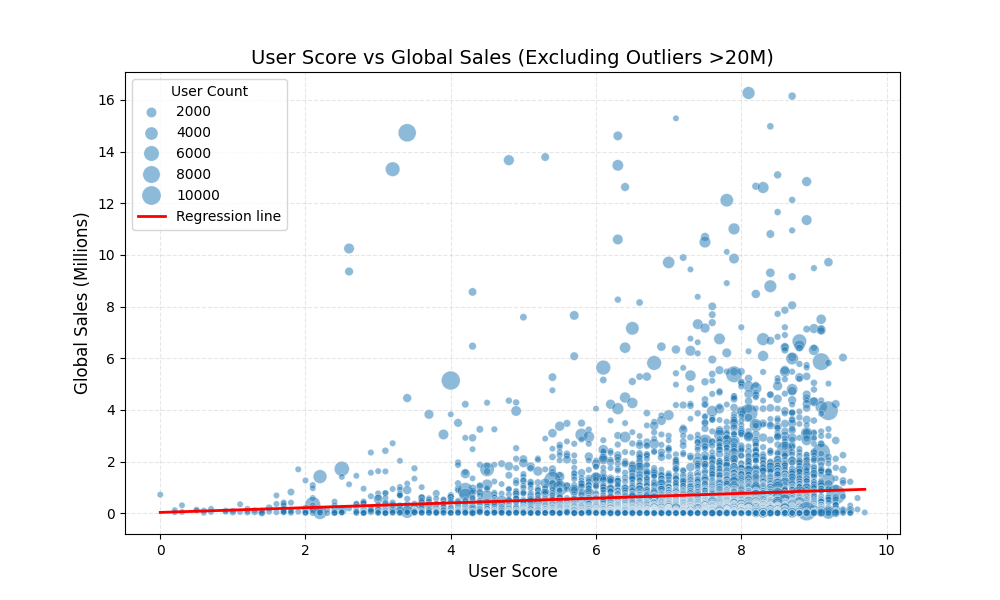 User Score vs Global Sales (Excluding Outliers >20M)
User Count
2000
4000
6000
8000
10000
Regression line
Global Sales (Millions)
16
14
12
10
8
6
4
2
0
0 2 4 6 8 10
User Score